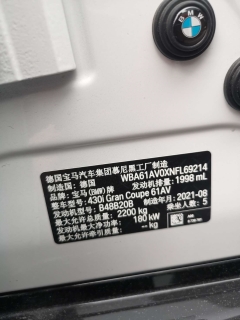 BMW
德国宝马汽车集团慕尼黑工厂制造
WBA61AV0XNFL69214
制造国：德国 发动机排量：1998 mL
品牌：宝马(BMW)牌
整车型号：430i Gran Coupe 61AV
发动机型号：B48B20B 制造年月：2021-08
最大允许总质量：2200 kg 乘坐人数：5
发动机最大净功率：180 kW
最大允许牵引质量：-- kg